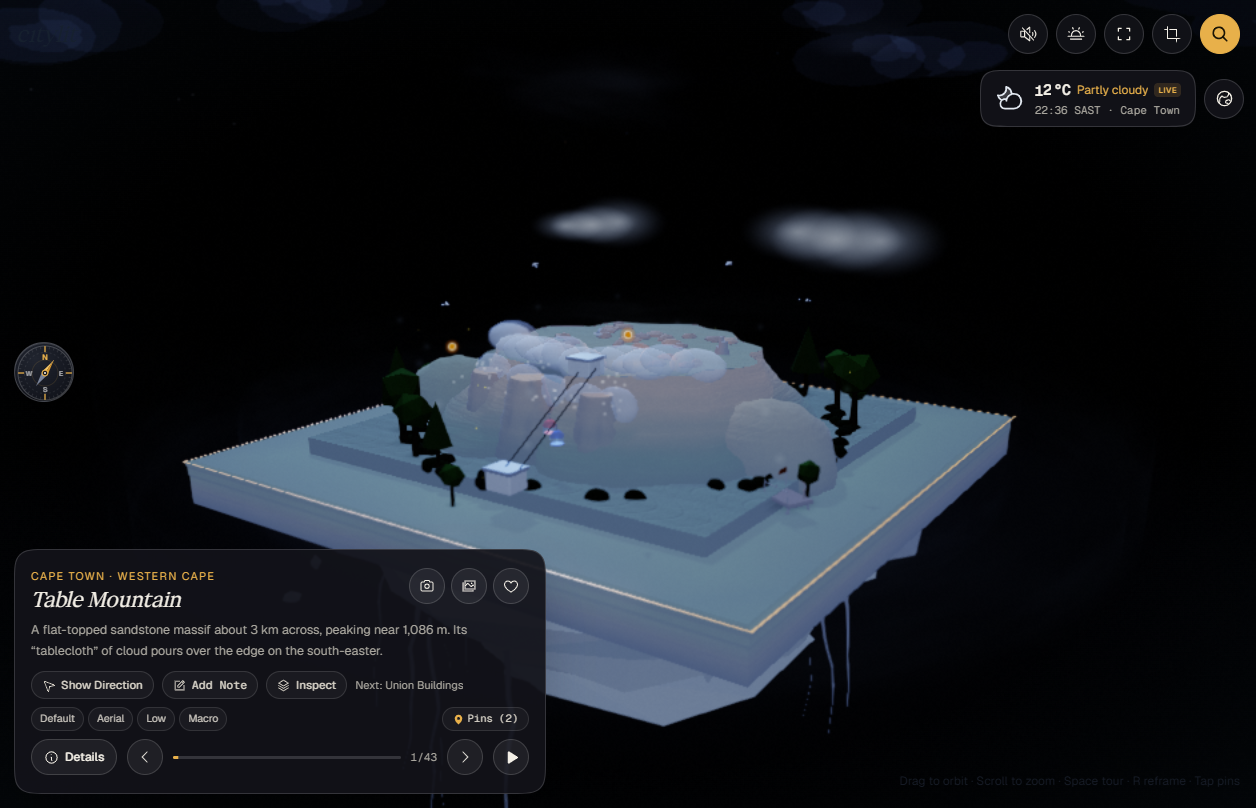 city
12°C Partly cloudy LIVE
22:36 SAST · Cape Town
N
W E
S
CAPE TOWN · WESTERN CAPE
Table Mountain
A flat-topped sandstone massif about 3 km across, peaking near 1,086 m. Its
“tablecloth” of cloud pours over the edge on the south-easter.
Show Direction Add Note Inspect Next: Union Buildings
Default Aerial Low Macro Pins (2)
Details 1/43
Drag to orbit · Scroll to zoom · Space tour · R reframe · Tap pins